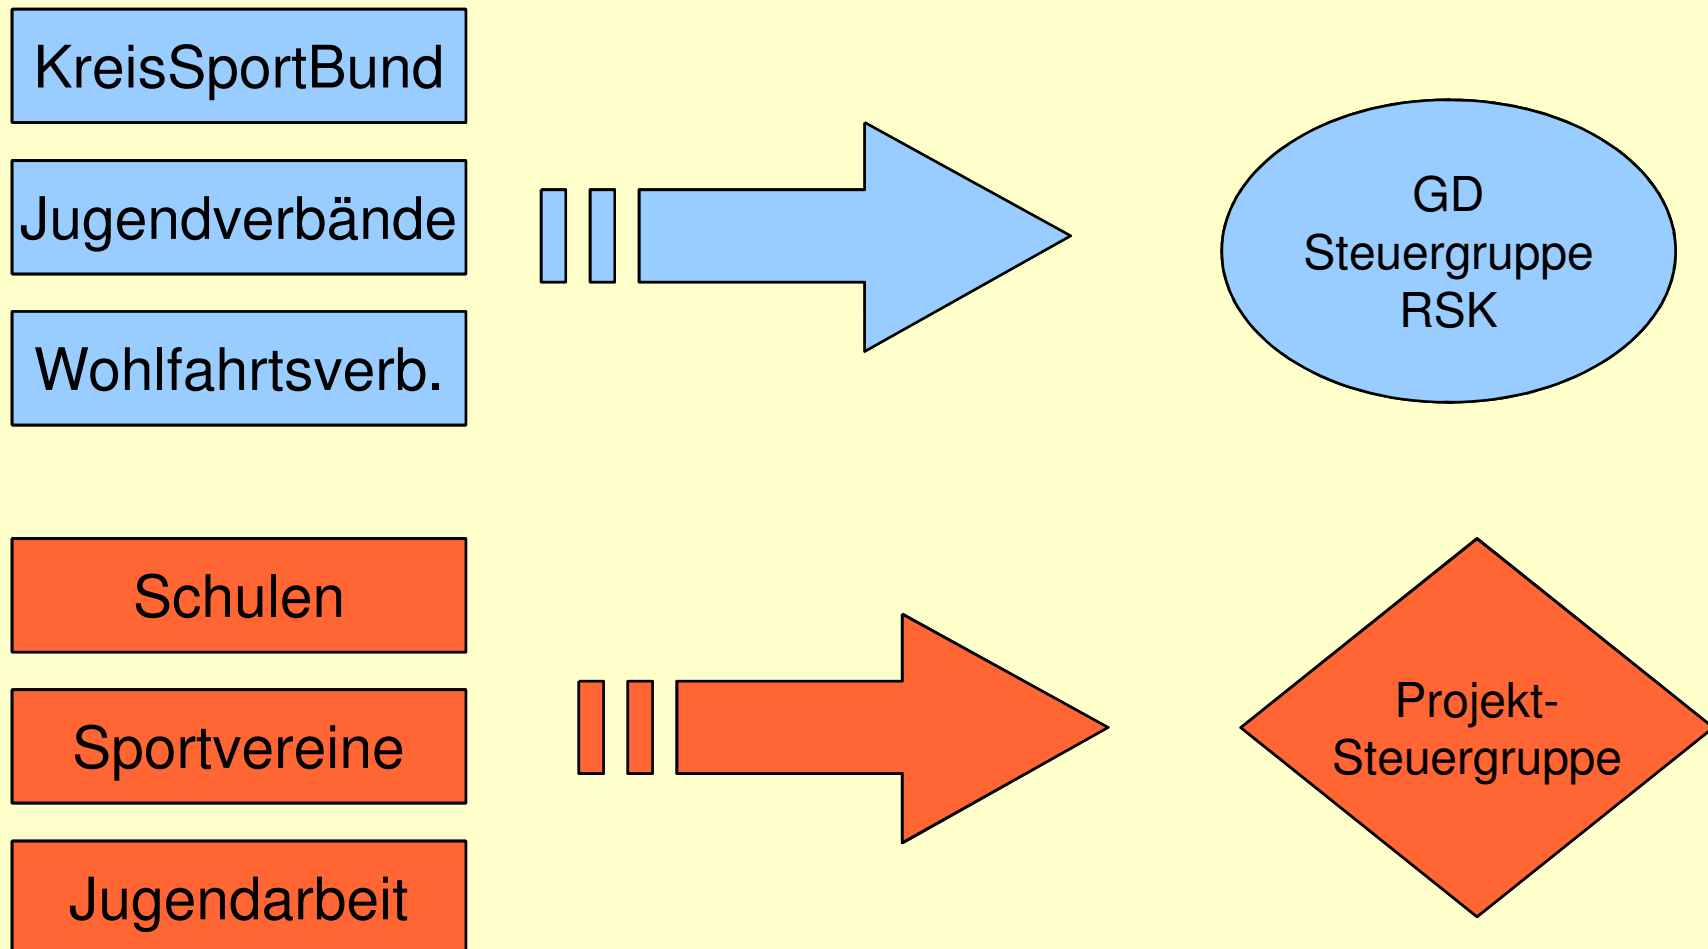 KreisSportBund
Jugendverbände
Wohlfahrtsverb.
GD
Steuergruppe
RSK
Schulen
Sportvereine
Jugendarbeit
Projekt-
Steuergruppe